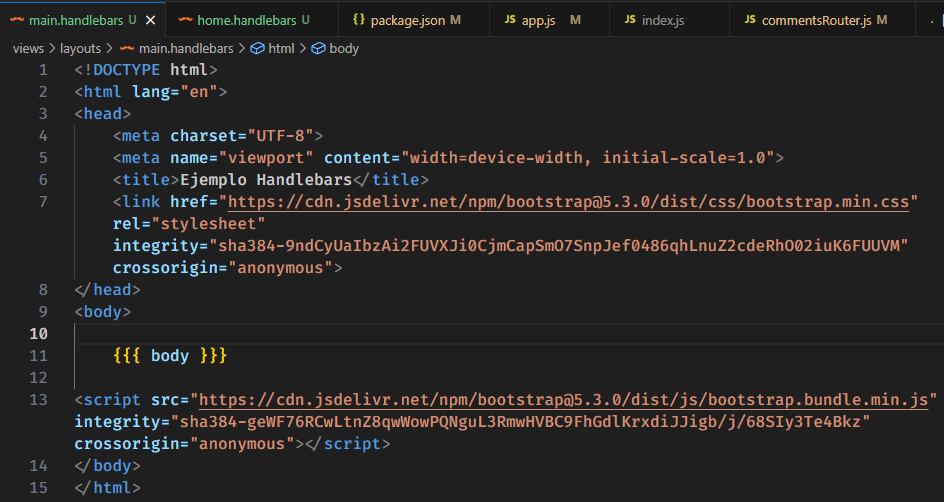 main.handlebars U
home.handlebars U
{} package.json M
JS app.js M
JS index.js
JS commentsRouter.js M
views > layouts > main.handlebars > html > body
1 <!DOCTYPE html>
2 <html lang="en">
3 <head>
4 <meta charset="UTF-8">
5 <meta name="viewport" content="width=device-width, initial-scale=1.0">
6 <title>Ejemplo Handlebars</title>
7 <link href="https://cdn.jsdelivr.net/npm/bootstrap@5.3.0/dist/css/bootstrap.min.css"
rel="stylesheet"
integrity="sha384-9ndCyUaIbzAi2FUVXJi0CjmCapSmO7SnpJef0486qhLnuZ2cdeRhO02iuK6FUUVM"
crossorigin="anonymous">
8 </head>
9 <body>
10
11 {{{ body }}}
12
13 <script src="https://cdn.jsdelivr.net/npm/bootstrap@5.3.0/dist/js/bootstrap.bundle.min.js"
integrity="sha384-geWF76RCwLtnZ8qwWowPQNguL3RmwHVBC9FhGdlKrxdiJJigb/j/68SIy3Te4Bkz"
crossorigin="anonymous"></script>
14 </body>
15 </html>